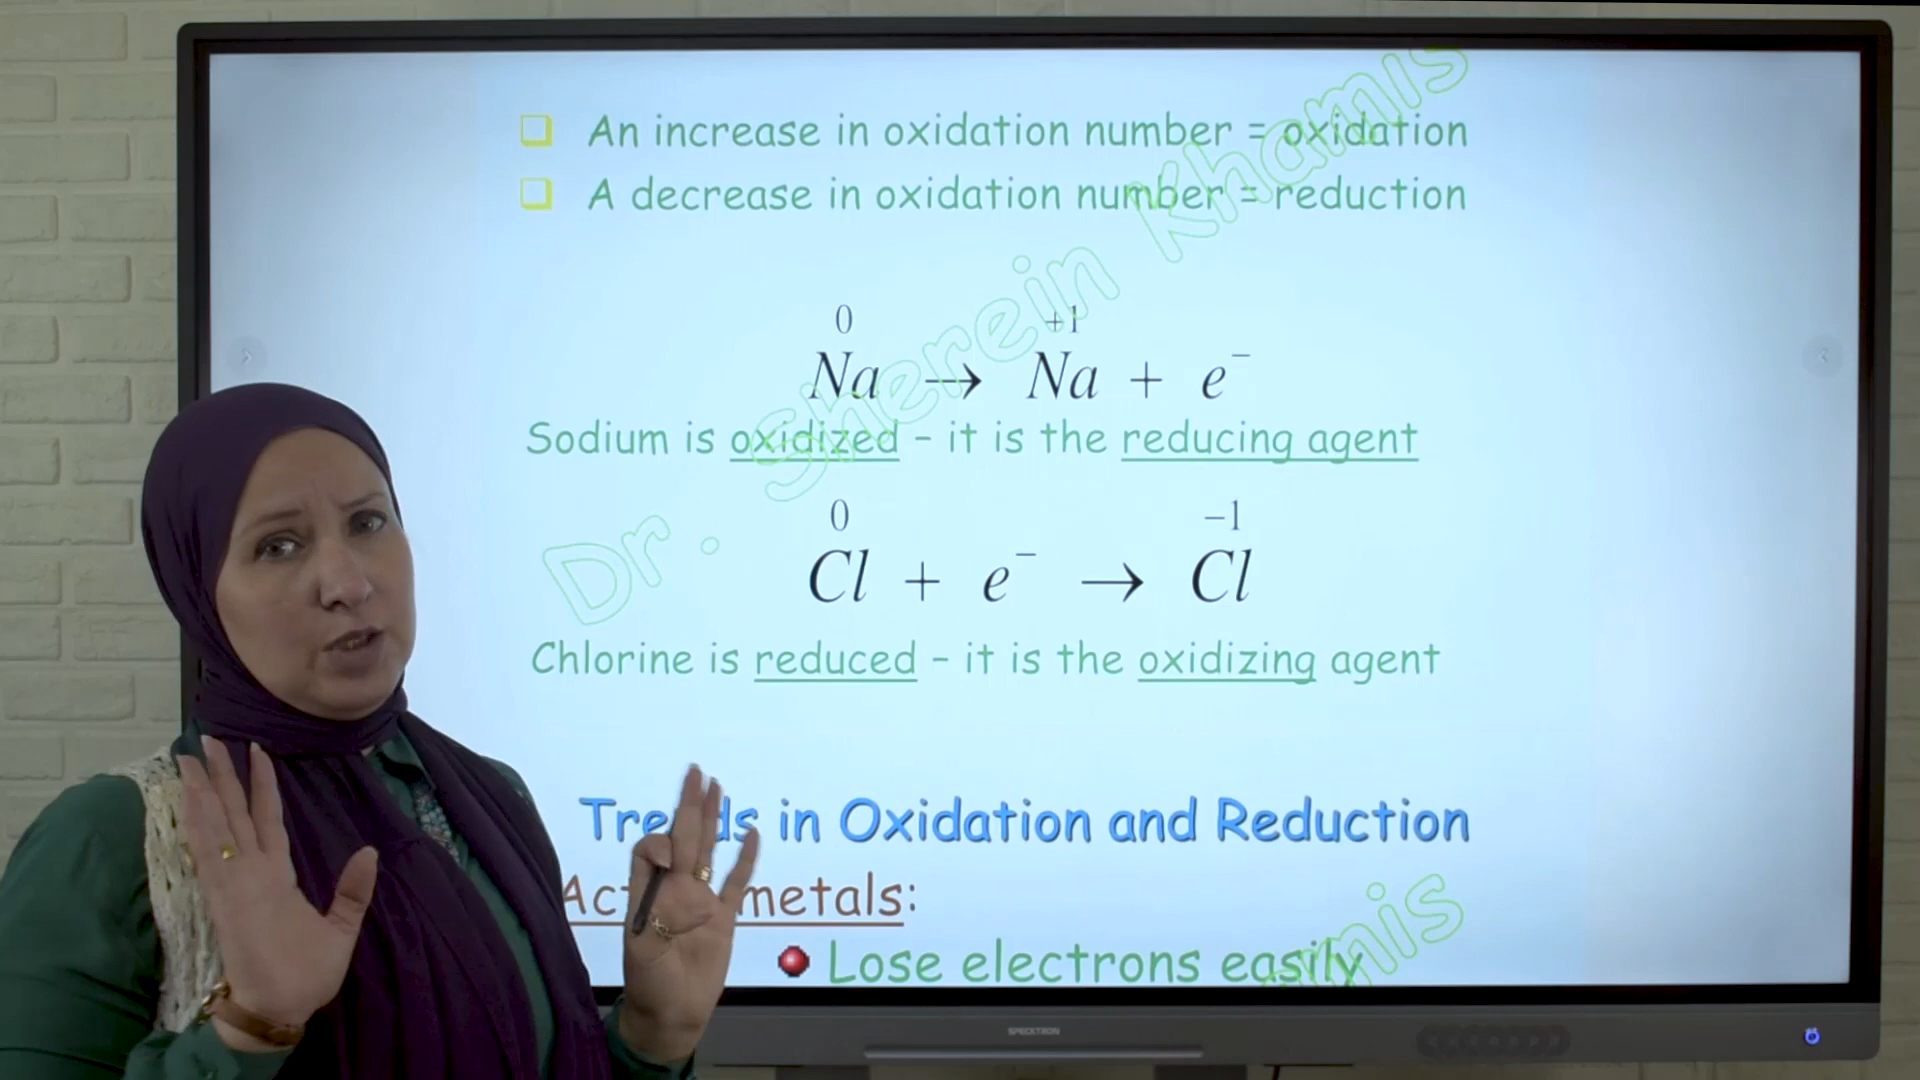 An increase in oxidation number = oxidation
A decrease in oxidation number = reduction
0 +1
Na → Na + e⁻
Sodium is oxidized – it is the reducing agent
0 –1
Cl + e⁻ → Cl
Chlorine is reduced – it is the oxidizing agent
Dr. Sherein Khamis
Trends in Oxidation and Reduction
metals:
Lose electrons easily
SPECKTRON